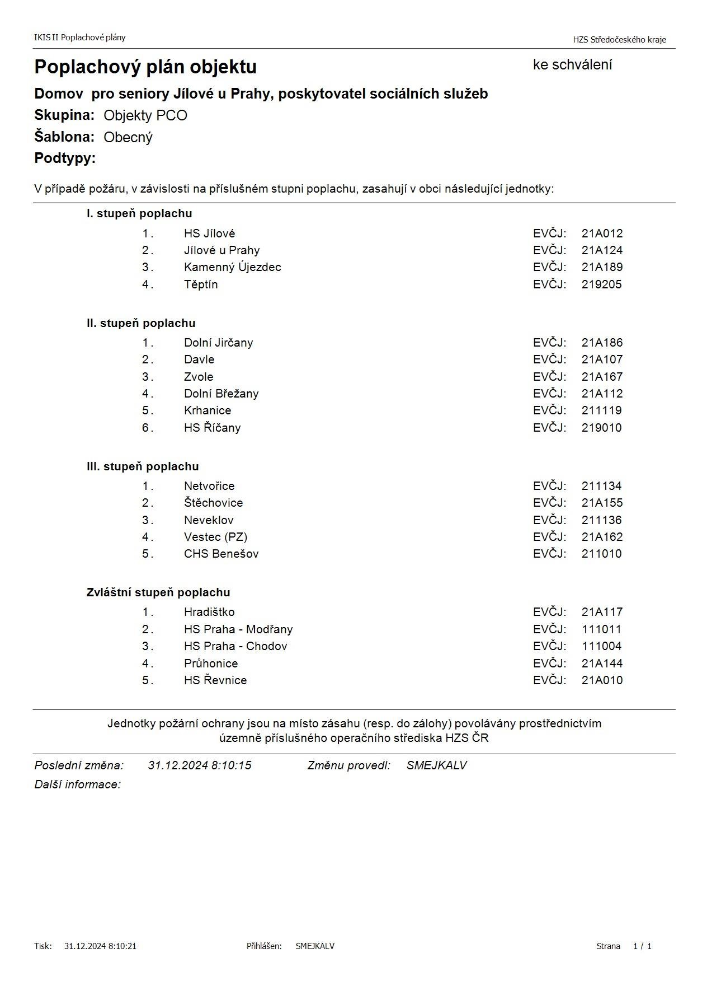 IKIS II Poplachové plány
HZS Středočeského kraje
Poplachový plán objektu
ke schválení
Domov  pro seniory Jílové u Prahy, poskytovatel sociálních služeb
Skupina: Objekty PCO
Šablona: Obecný
Podtypy:
V případě požáru, v závislosti na příslušném stupni poplachu, zasahují v obci následující jednotky:
I. stupeň poplachu
1. HS Jílové EVČJ: 21A012
2. Jílové u Prahy EVČJ: 21A124
3. Kamenný Újezdec EVČJ: 21A189
4. Těptín EVČJ: 219205
II. stupeň poplachu
1. Dolní Jirčany EVČJ: 21A186
2. Davle EVČJ: 21A107
3. Zvole EVČJ: 21A167
4. Dolní Břežany EVČJ: 21A112
5. Krhanice EVČJ: 211119
6. HS Říčany EVČJ: 219010
III. stupeň poplachu
1. Netvořice EVČJ: 211134
2. Štěchovice EVČJ: 21A155
3. Neveklov EVČJ: 211136
4. Vestec (PZ) EVČJ: 21A162
5. CHS Benešov EVČJ: 211010
Zvláštní stupeň poplachu
1. Hradištko EVČJ: 21A117
2. HS Praha - Modřany EVČJ: 111011
3. HS Praha - Chodov EVČJ: 111004
4. Průhonice EVČJ: 21A144
5. HS Řevnice EVČJ: 21A010
Jednotky požární ochrany jsou na místo zásahu (resp. do zálohy) povolávány prostřednictvím
územně příslušného operačního střediska HZS ČR
Poslední změna: 31.12.2024 8:10:15 Změnu provedl: SMEJKALV
Další informace:
Tisk: 31.12.2024 8:10:21 Přihlášen: SMEJKALV Strana 1 / 1